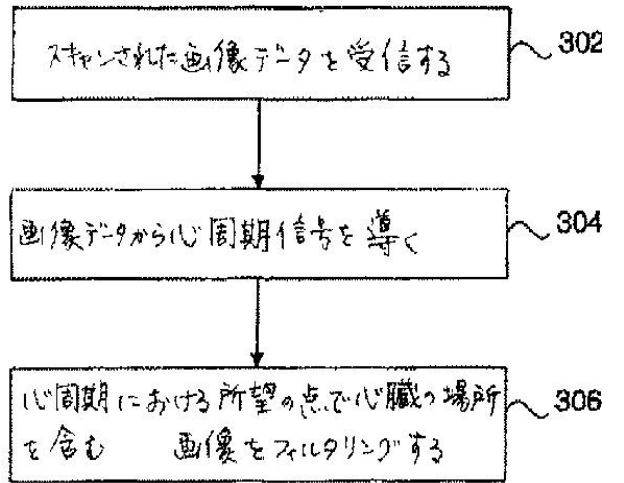 スキャンされた画像データを受信する
302
画像データから心周期信号を導く
304
心周期における所望の点で心臓の場所
306
を含む 画像をフィルタリングする